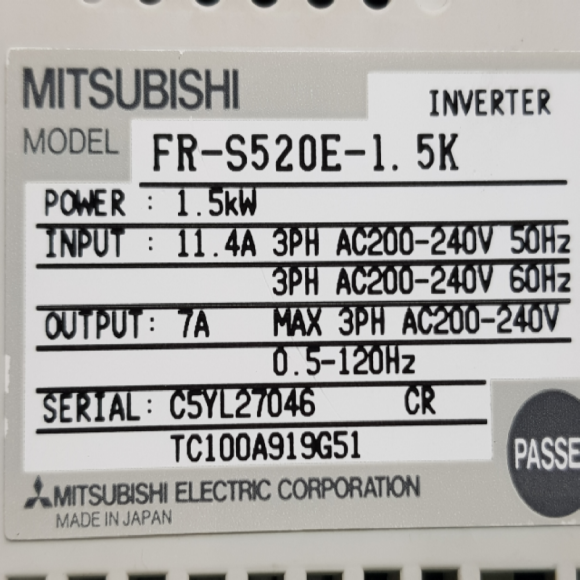 MITSUBISHI
INVERTER
MODEL FR-S520E-1.5K
POWER : 1.5kW
INPUT : 11.4A 3PH AC200-240V 50Hz
3PH AC200-240V 60Hz
OUTPUT: 7A MAX 3PH AC200-240V
0.5-120Hz
SERIAL: C5YL27046 CR
TC100A919G51
PASSE
MITSUBISHI ELECTRIC CORPORATION
MADE IN JAPAN